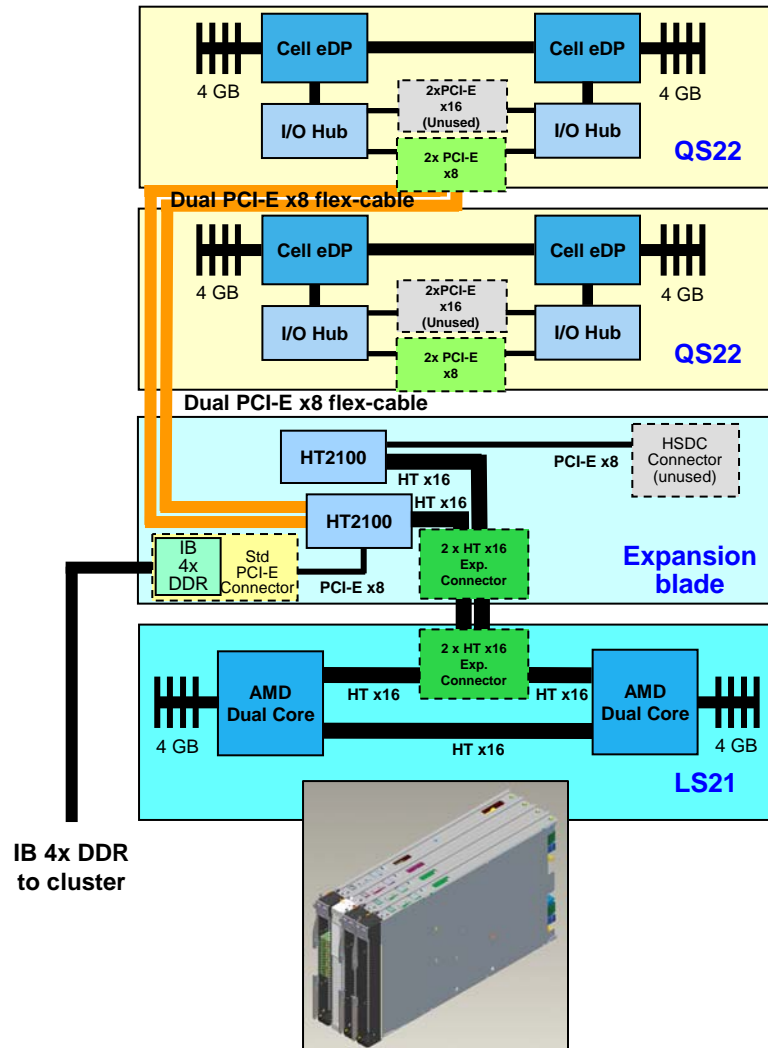 Cell eDP
Cell eDP
4 GB
4 GB
2xPCI-E
x16
(Unused)
I/O Hub
I/O Hub
2x PCI-E
x8
QS22
Dual PCI-E x8 flex-cable
Cell eDP
Cell eDP
4 GB
4 GB
2xPCI-E
x16
(Unused)
I/O Hub
I/O Hub
2x PCI-E
x8
QS22
Dual PCI-E x8 flex-cable
HT2100
PCI-E x8
HSDC
Connector
(unused)
HT x16
HT x16
HT2100
IB
4x
DDR
Std
PCI-E
Connector
PCI-E x8
2 x HT x16
Exp.
Connector
Expansion
blade
2 x HT x16
Exp.
Connector
AMD
Dual Core
HT x16
HT x16
AMD
Dual Core
4 GB
4 GB
HT x16
LS21
IB 4x DDR
to cluster